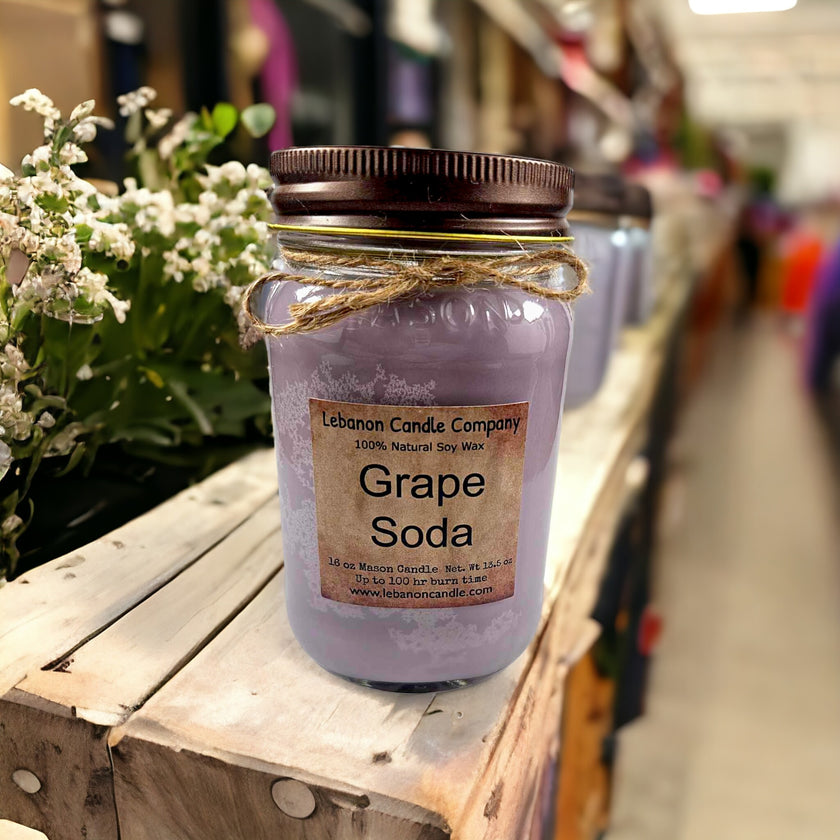 Lebanon Candle Company
100% Natural Soy Wax
Grape
Soda
16 oz Mason Candle Net. Wt 13.5 oz
Up to 100 hr burn time
www.lebanoncandle.com